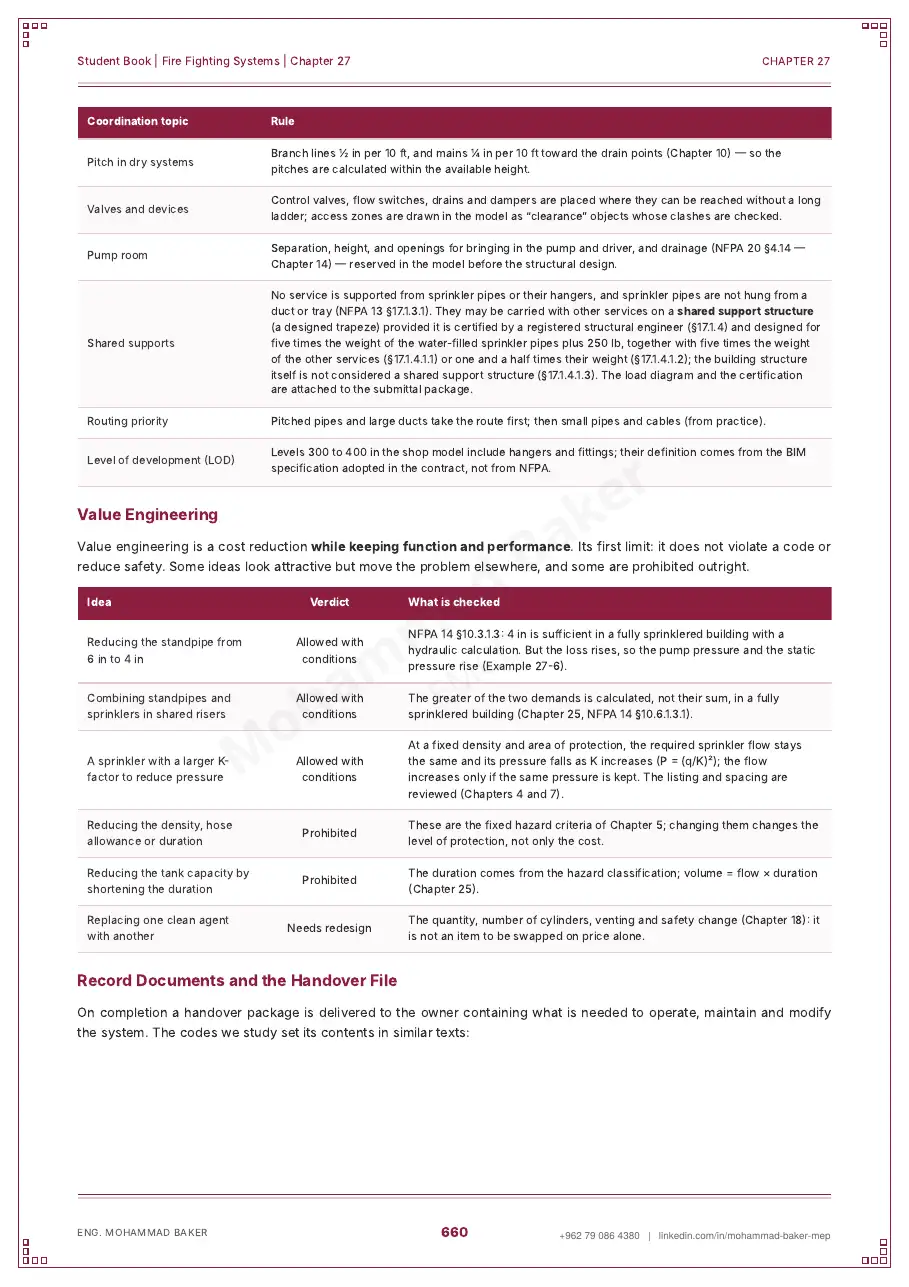 Student Book | Fire Fighting Systems | Chapter 27
CHAPTER 27
Coordination topic
Rule
Pitch in dry systems
Branch lines ½ in per 10 ft, and mains ¼ in per 10 ft toward the drain points (Chapter 10) — so the
pitches are calculated within the available height.
Valves and devices
Control valves, flow switches, drains and dampers are placed where they can be reached without a long
ladder; access zones are drawn in the model as “clearance” objects whose clashes are checked.
Pump room
Separation, height, and openings for bringing in the pump and driver, and drainage (NFPA 20 §4.14 —
Chapter 14) — reserved in the model before the structural design.
Shared supports
No service is supported from sprinkler pipes or their hangers, and sprinkler pipes are not hung from a
duct or tray (NFPA 13 §17.1.3.1). They may be carried with other services on a shared support structure
(a designed trapeze) provided it is certified by a registered structural engineer (§17.1.4) and designed for
five times the weight of the water-filled sprinkler pipes plus 250 lb, together with five times the weight
of the other services (§17.1.4.1.1) or one and a half times their weight (§17.1.4.1.2); the building structure
itself is not considered a shared support structure (§17.1.4.1.3). The load diagram and the certification
are attached to the submittal package.
Routing priority
Pitched pipes and large ducts take the route first; then small pipes and cables (from practice).
Level of development (LOD)
Levels 300 to 400 in the shop model include hangers and fittings; their definition comes from the BIM
specification adopted in the contract, not from NFPA.
Value Engineering
Value engineering is a cost reduction while keeping function and performance. Its first limit: it does not violate a code or
reduce safety. Some ideas look attractive but move the problem elsewhere, and some are prohibited outright.
Idea
Verdict
What is checked
Reducing the standpipe from
6 in to 4 in
Allowed with
conditions
NFPA 14 §10.3.1.3: 4 in is sufficient in a fully sprinklered building with a
hydraulic calculation. But the loss rises, so the pump pressure and the static
pressure rise (Example 27-6).
Combining standpipes and
sprinklers in shared risers
Allowed with
conditions
The greater of the two demands is calculated, not their sum, in a fully
sprinklered building (Chapter 25, NFPA 14 §10.6.1.3.1).
A sprinkler with a larger K-
factor to reduce pressure
Allowed with
conditions
At a fixed density and area of protection, the required sprinkler flow stays
the same and its pressure falls as K increases (P = (q/K)²); the flow
increases only if the same pressure is kept. The listing and spacing are
reviewed (Chapters 4 and 7).
Reducing the density, hose
allowance or duration
Prohibited
These are the fixed hazard criteria of Chapter 5; changing them changes the
level of protection, not only the cost.
Reducing the tank capacity by
shortening the duration
Prohibited
The duration comes from the hazard classification; volume = flow × duration
(Chapter 25).
Replacing one clean agent
with another
Needs redesign
The quantity, number of cylinders, venting and safety change (Chapter 18): it
is not an item to be swapped on price alone.
Record Documents and the Handover File
On completion a handover package is delivered to the owner containing what is needed to operate, maintain and modify
the system. The codes we study set its contents in similar texts:
ENG. MOHAMMAD BAKER
660
+962 79 086 4380 | linkedin.com/in/mohammad-baker-mep